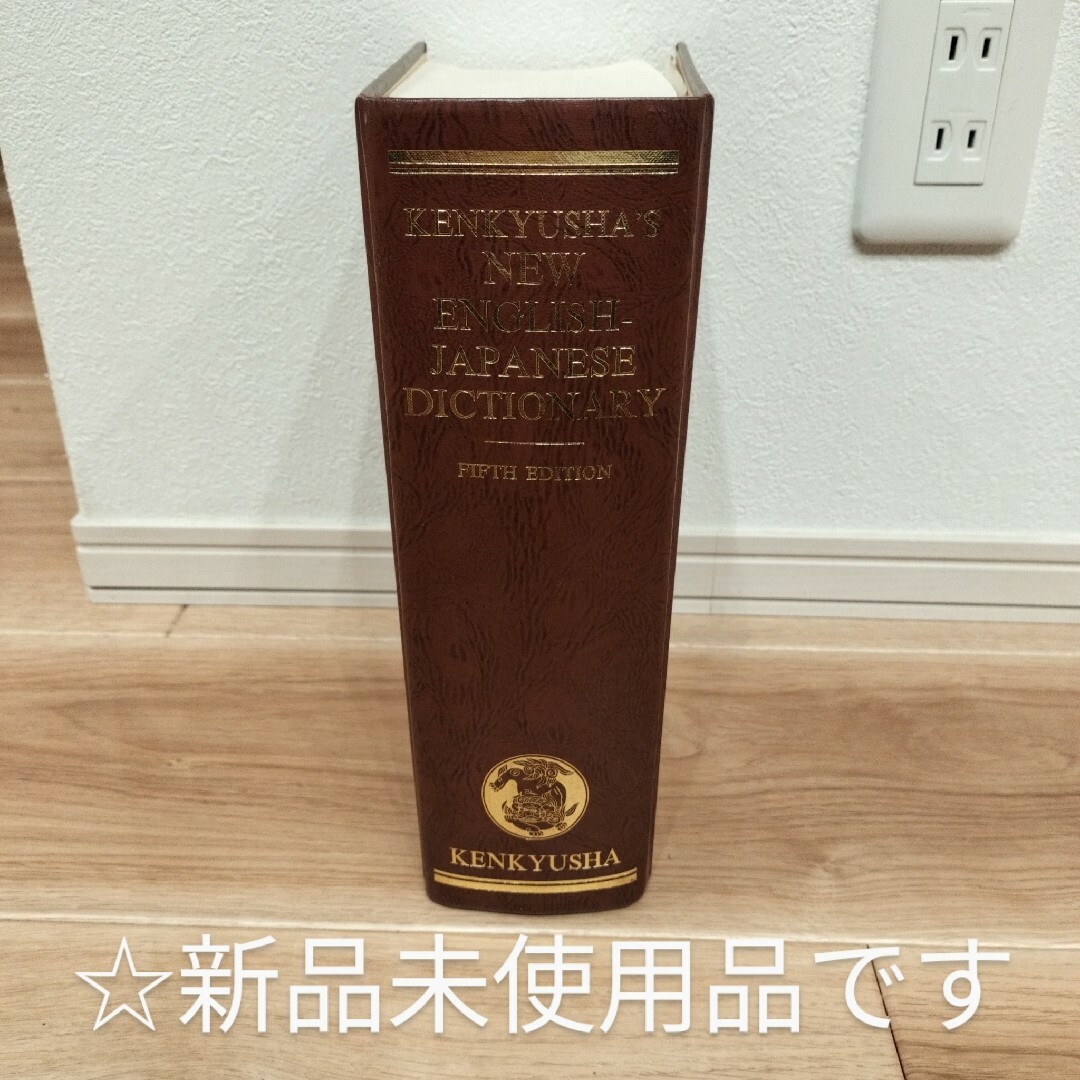 KENKYUSHA'S
NEW
ENGLISH-
JAPANESE
DICTIONARY
FIFTH EDITION
KENKYUSHA
☆新品未使用品です